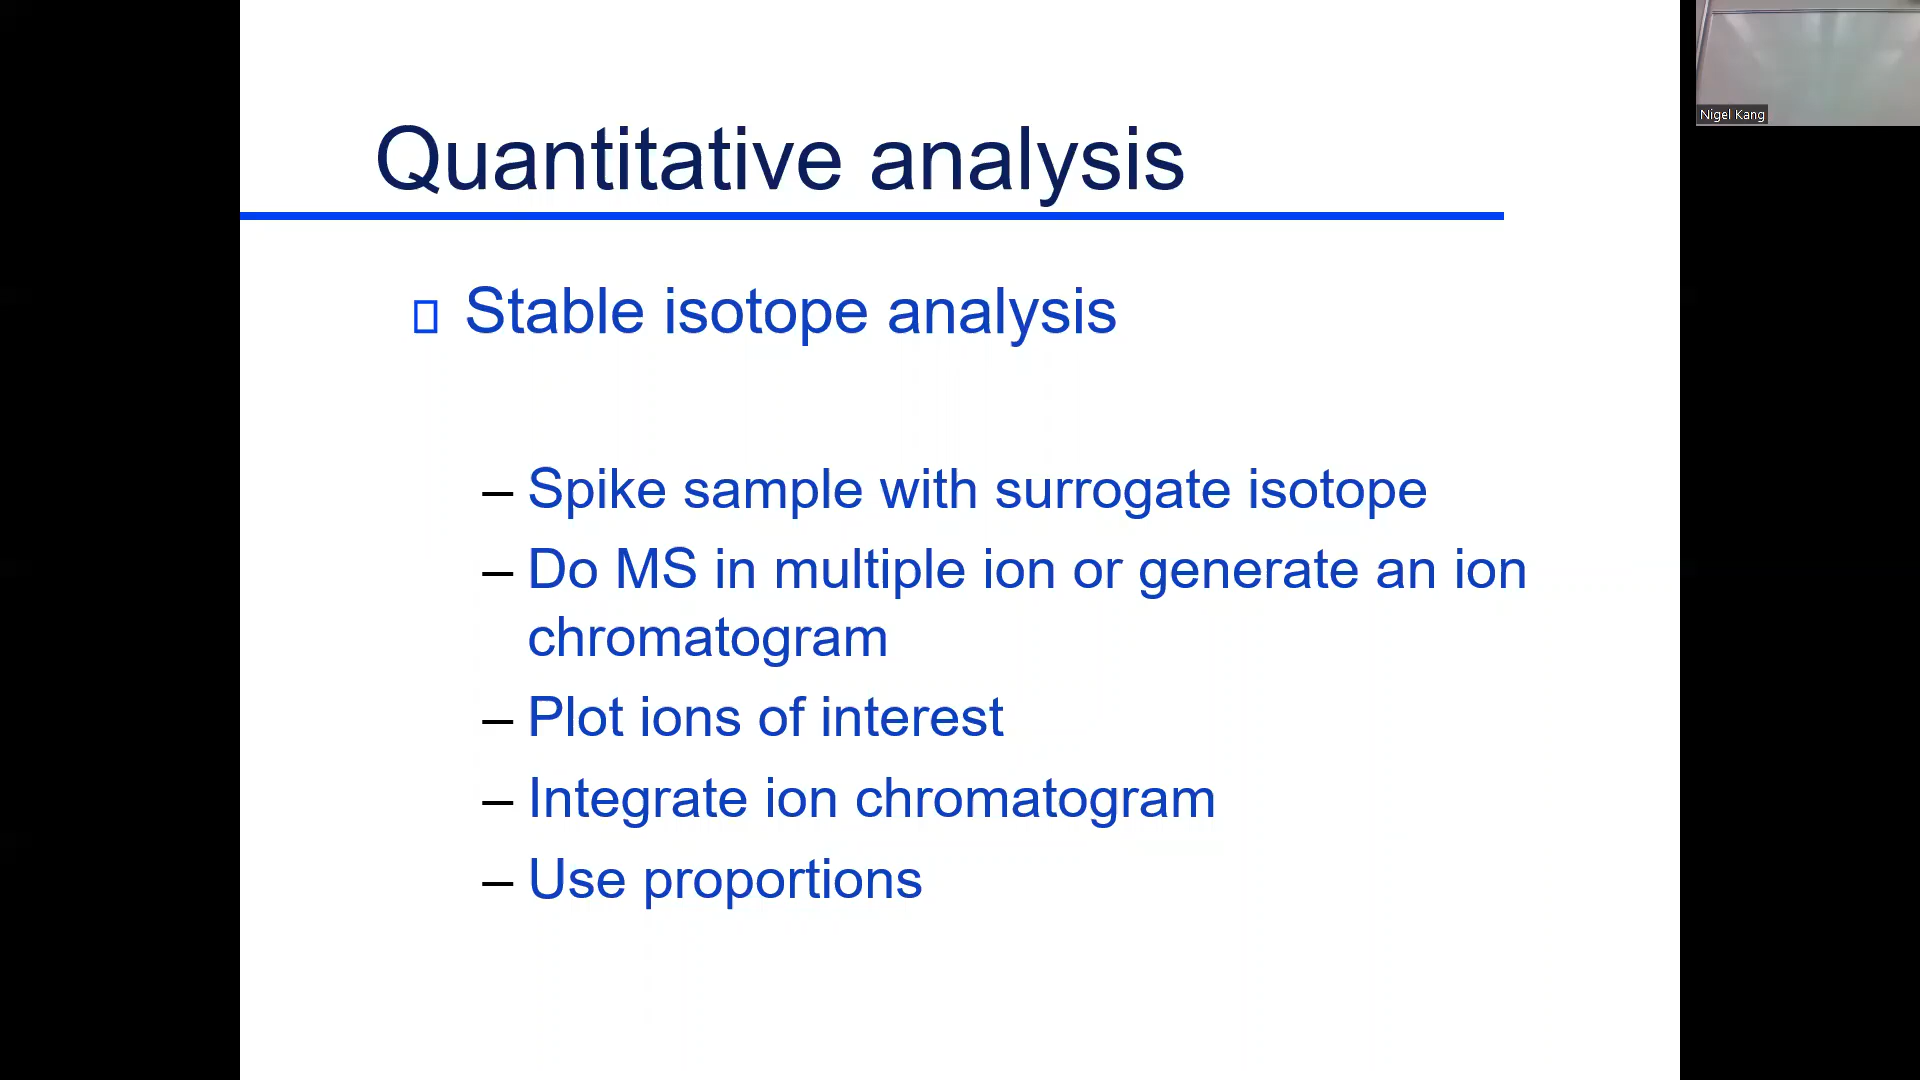 Quantitative analysis
Stable isotope analysis
– Spike sample with surrogate isotope
– Do MS in multiple ion or generate an ion
chromatogram
– Plot ions of interest
– Integrate ion chromatogram
– Use proportions
Nigel Kang